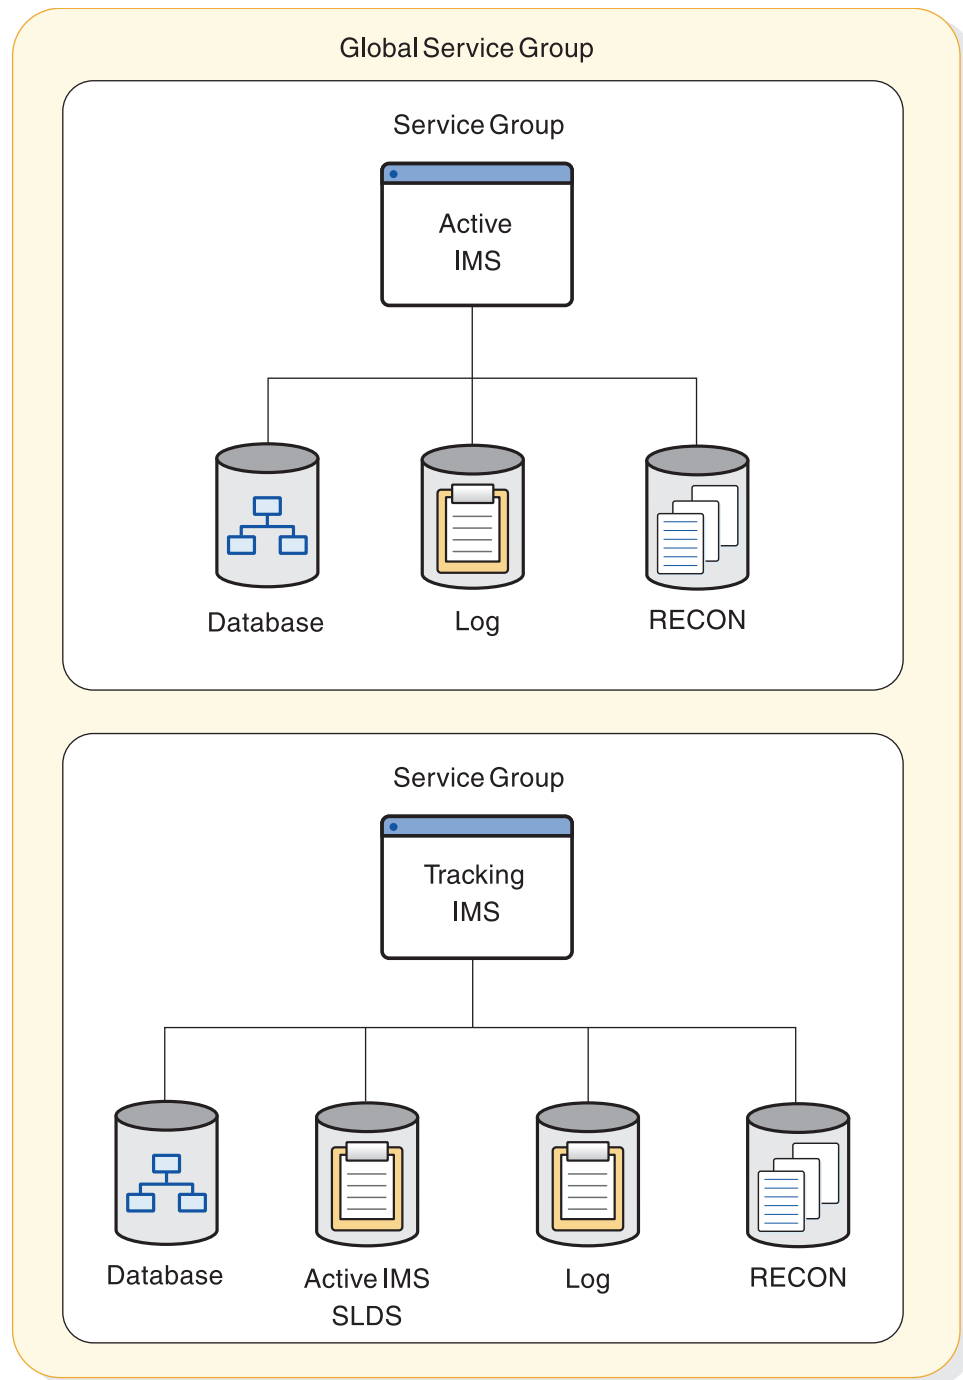 Global Service Group
Service Group
Active
IMS
Database
Log
RECON
Service Group
Tracking
IMS
Database
Active IMS
SLDS
Log
RECON